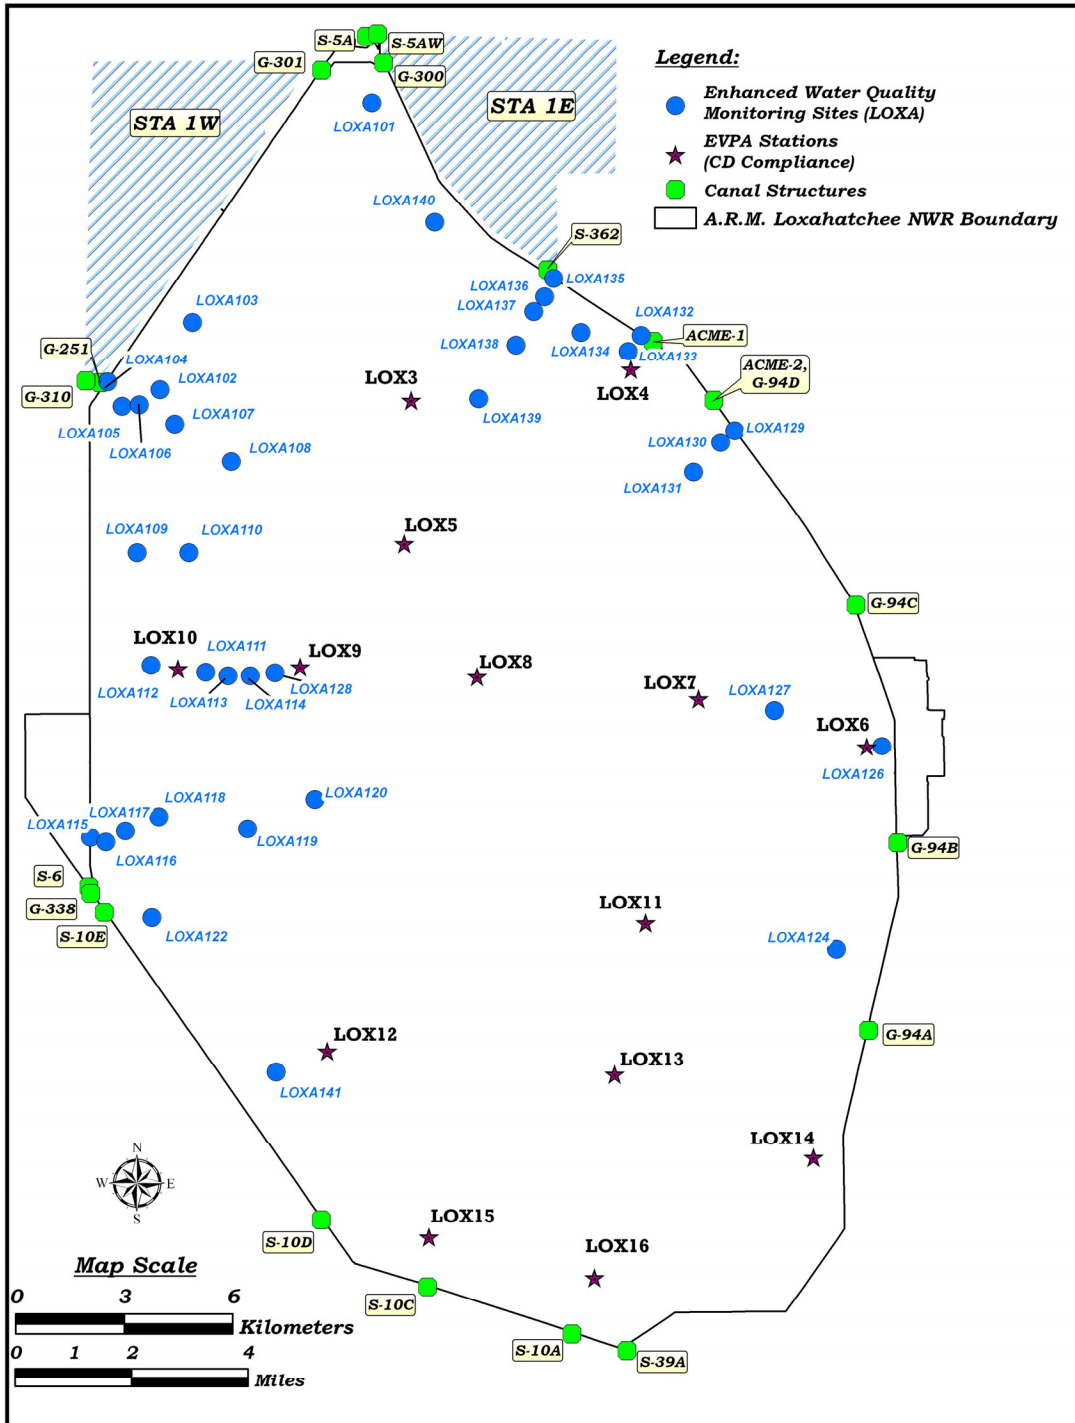 S-5A
S-5AW
G-301
G-300
Legend:
Enhanced Water Quality
Monitoring Sites (LOXA)
EVPA Stations
(CD Compliance)
Canal Structures
A.R.M. Loxahatchee NWR Boundary
STA 1W
STA 1E
LOXA101
LOXA140
S-362
LOXA135
LOXA136
LOXA137
LOXA103
LOXA132
ACME-1
LOXA138
LOXA134
LOXA133
G-251
LOXA104
LOXA102
G-310
LOX3
LOX4
ACME-2,
G-94D
LOXA105
LOXA107
LOXA106
LOXA139
LOXA129
LOXA130
LOXA108
LOXA131
LOXA109
LOXA110
LOX5
G-94C
LOX10
LOXA111
LOX9
LOX8
LOXA112
LOXA113
LOXA114
LOXA128
LOX7
LOXA127
LOX6
LOXA126
LOXA118
LOXA120
LOXA117
LOXA115
LOXA119
LOXA116
G-94B
S-6
G-338
S-10E
LOXA122
LOX11
LOXA124
LOX12
G-94A
LOX13
LOXA141
LOX14
N
W
E
S
LOX15
S-10D
LOX16
Map Scale
0 3 6
Kilometers
S-10C
S-10A
S-39A
0 1 2 4
Miles